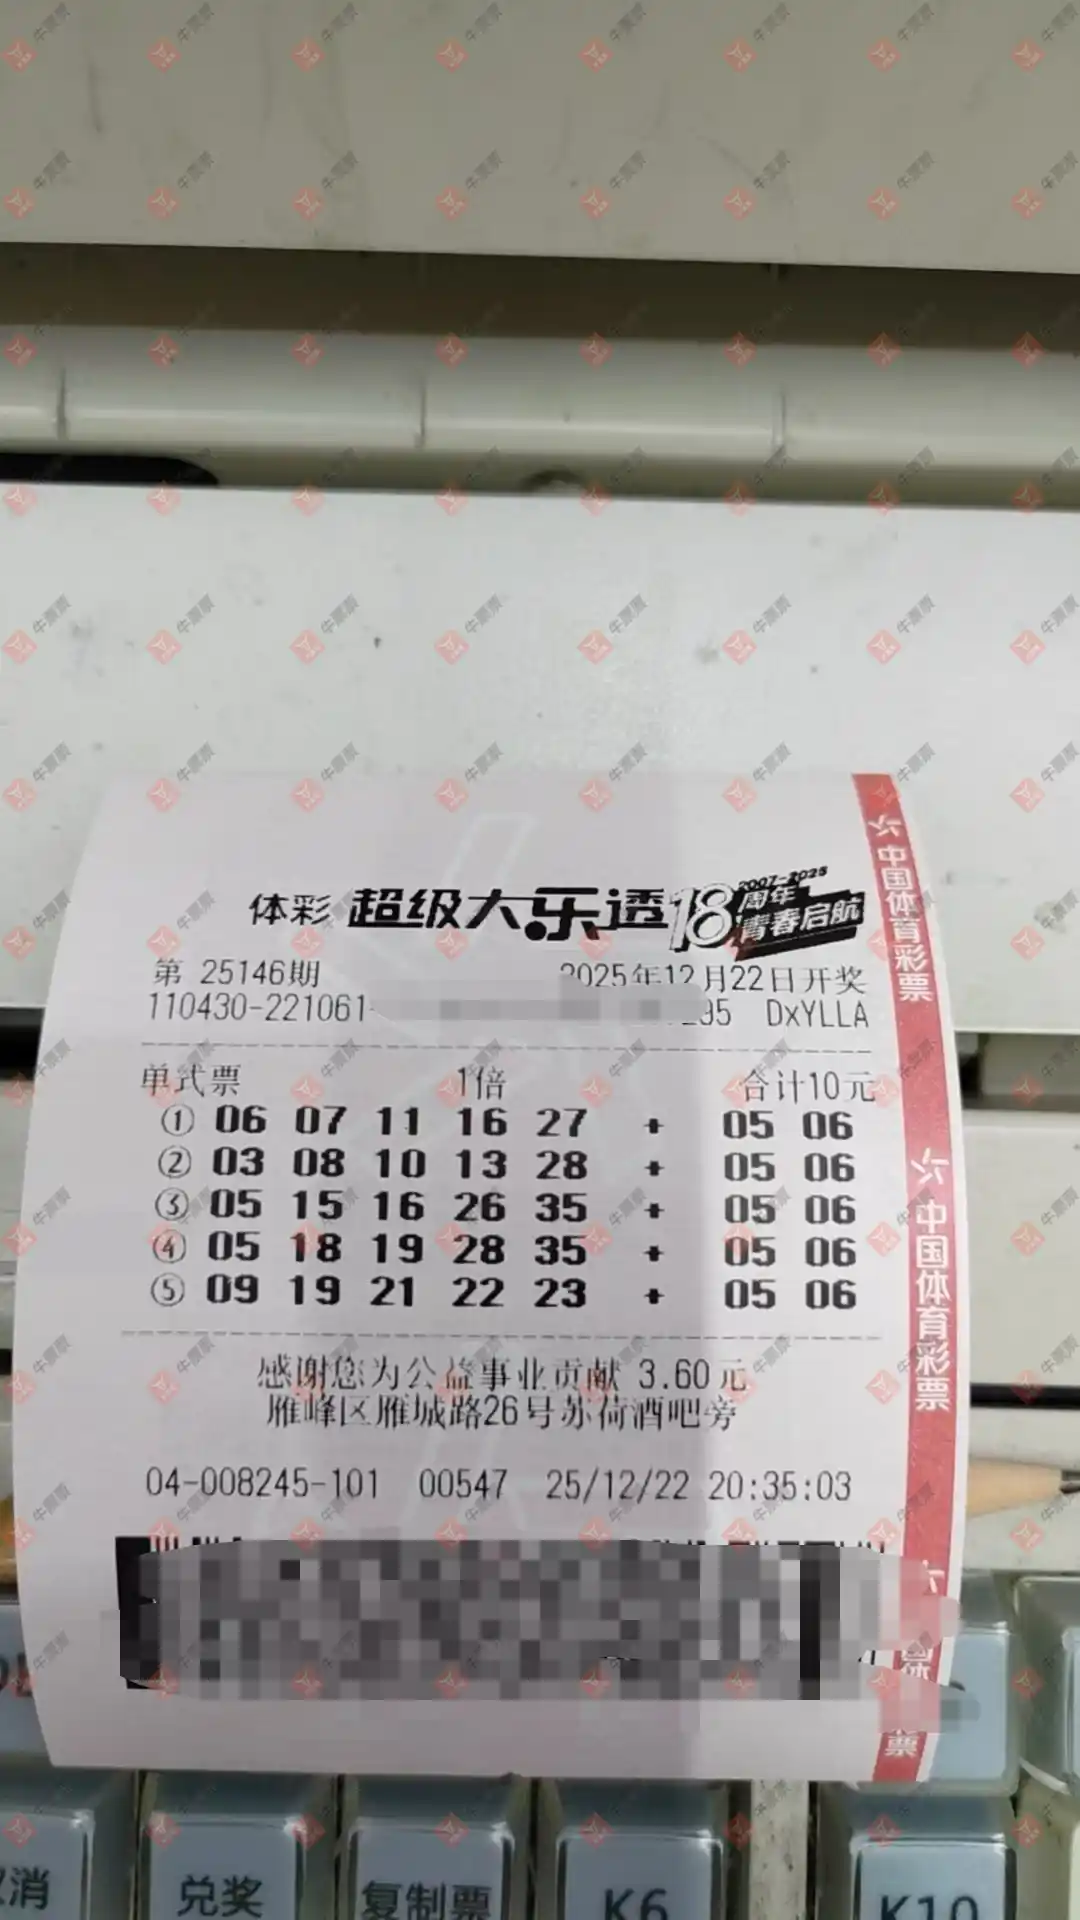 体彩 超级大乐透 18周年 2007-2025 青春启航
第 25146期 2025年12月22日开奖
110430-221061- 295 DxYLLA
单式票 1倍 合计10元
① 06 07 11 16 27 + 05 06
② 03 08 10 13 28 + 05 06
③ 05 15 16 26 35 + 05 06
④ 05 18 19 28 35 + 05 06
⑤ 09 19 21 22 23 + 05 06
感谢您为公益事业贡献 3.60元
雁峰区雁城路26号苏荷酒吧旁
04-008245-101 00547 25/12/22 20:35:03
中国体育彩票
中国体育彩票
票
消 兑奖 复制票 K6 K10
牛票票